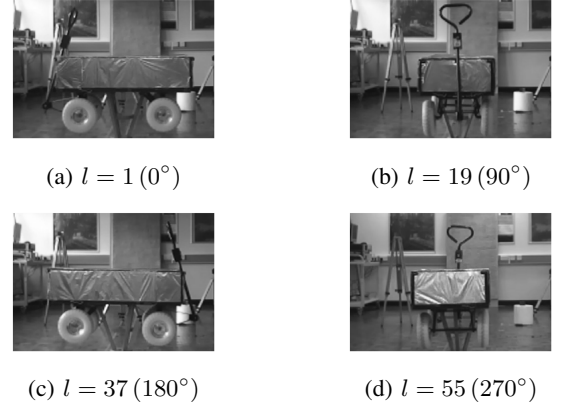 (a) l = 1 (0°)
(b) l = 19 (90°)
(c) l = 37 (180°)
(d) l = 55 (270°)